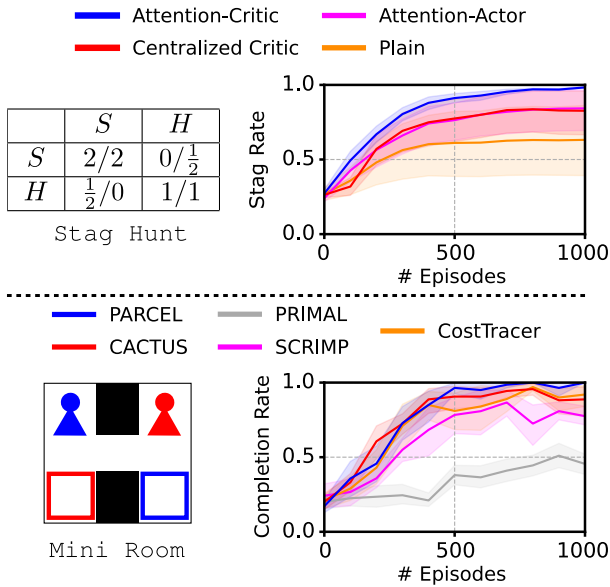 Attention-Critic Attention-Actor
Centralized Critic Plain
S H
S 2/2 0/½
H ½/0 1/1
Stag Hunt
Stag Rate
1.0
0.5
0.0
0 500 1000
# Episodes
PARCEL PRIMAL CostTracer
CACTUS SCRIMP
Mini Room
Completion Rate
1.0
0.5
0.0
0 500 1000
# Episodes